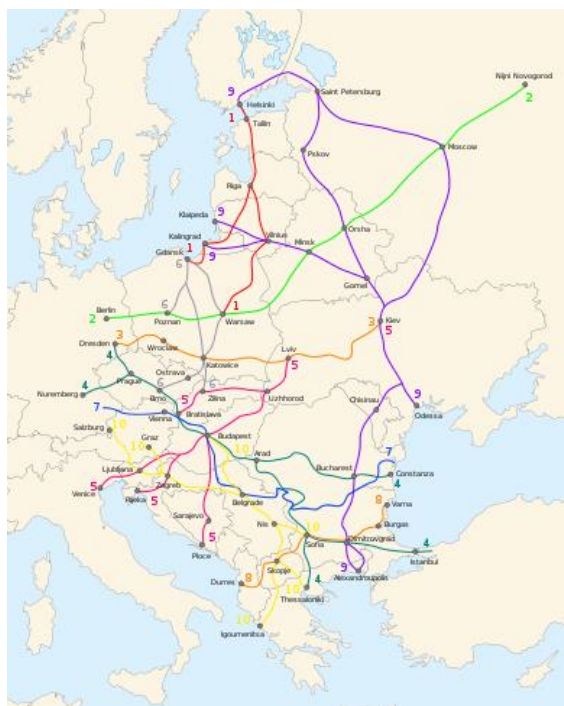 Nijni Novogorod
2
9
Saint Petersburg
Helsinki
1
Tallin
Moscow
Pskov
Riga
Klaipeda
9
Orsha
Kalingrad
Vilnius
1
9
Minsk
Gdansk
6
Gomel
Berlin
2
6
Poznan
1
Warsaw
3
Kiev
5
3
Dresden
4
Wroclaw
Lviv
5
Katowice
Ostrava
Prague
Nuremberg
4
Brno
6
6
Zilina
Uzhhorod
5
Chisinau
9
Odessa
7
Vienna
Bratislava
Salzburg
10
Graz
10
Budapest
10
Arad
7
Ljubljana
Bucharest
Constanza
4
Zagreb
Venice
5
Rijeka
5
Belgrade
8
Varna
Sarajevo
Nis
10
Burgas
5
Ploce
Sofia
Dimitrovgrad
4
Istanbul
Skopje
9
Alexandroupolis
Durres
8
10
4
Thessaloniki
10
Igoumenitsa